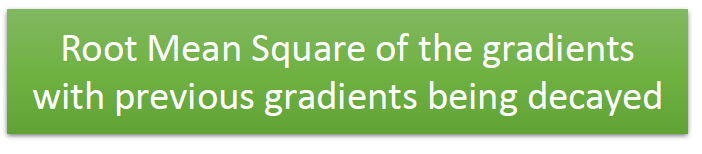 Root Mean Square of the gradients
with previous gradients being decayed